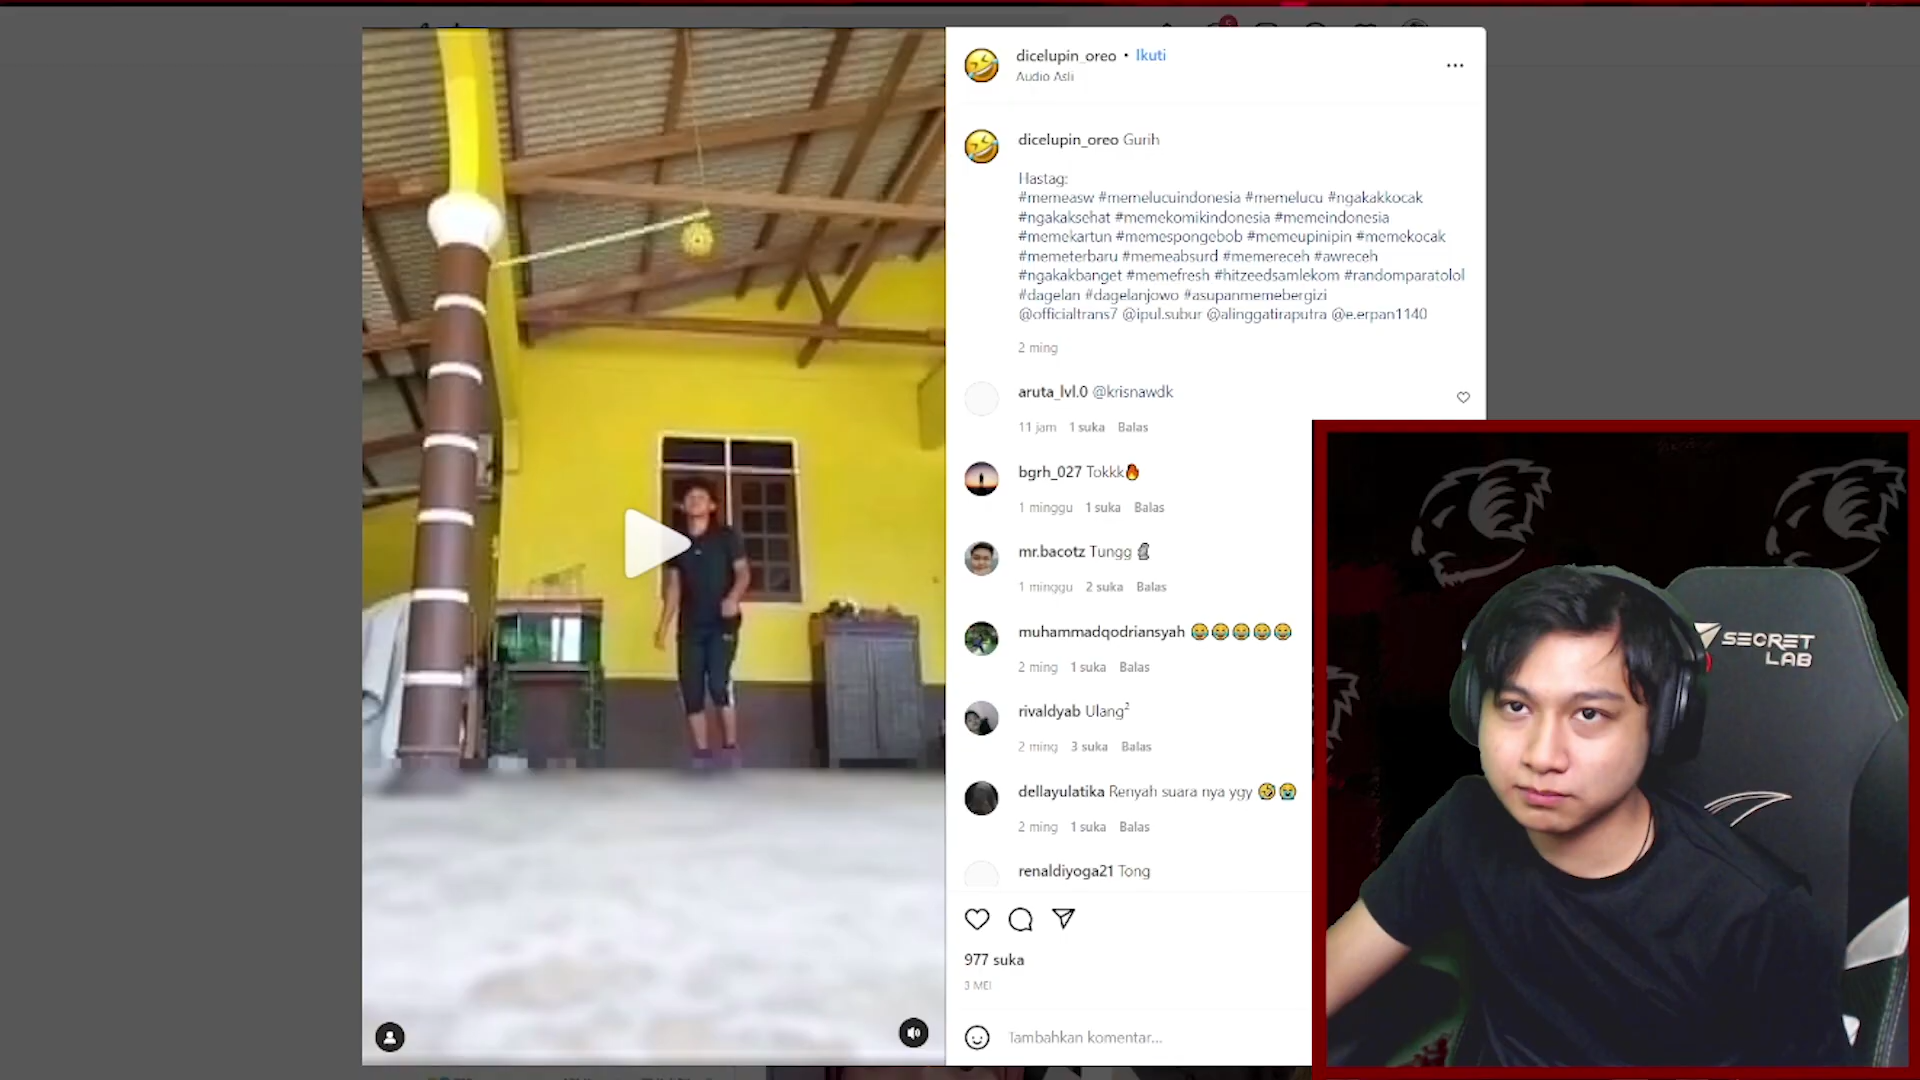 dicelupin_oreo • Ikuti
Audio Asli
dicelupin_oreo Gurih
Hastag:
#memeasw #memelucuindonesia #memelucu #ngakakkocak
#ngakaksehat #memekomikindonesia #memeindonesia
#memekartun #memespongebob #memeupinipin #memekocak
#memeterbaru #memeabsurd #memereceh #awreceh
#ngakakbanget #memefresh #hitzeedsamlekom #randomparatolol
#dagelan #dagelanjowo #asupanmemebergizi
@officialtrans7 @ipul.subur @alinggatiraputra @e.erpan1140
2 ming
aruta_lvl.0 @krisnawdk
11 jam 1 suka Balas
bgrh_027 Tokkk🔥
1 minggu 1 suka Balas
mr.bacotz Tungg 🗿
1 minggu 2 suka Balas
muhammadqodriansyah 😂😂😂😂😂
2 ming 1 suka Balas
rivaldyab Ulang²
2 ming 3 suka Balas
dellayulatika Renyah suara nya ygy 🤣😭
2 ming 1 suka Balas
renaldiyoga21 Tong
977 suka
3 MEI
Tambahkan komentar...
SECRET
LAB